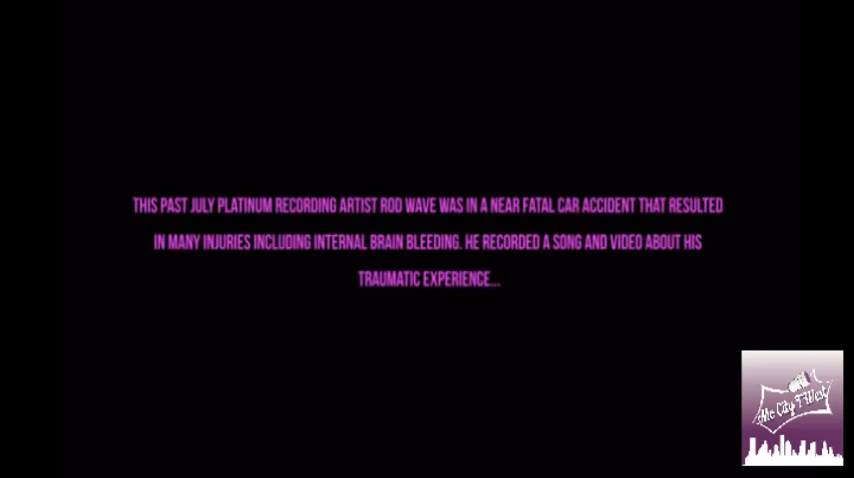 THIS PAST JULY PLATINUM RECORDING ARTIST ROD WAVE WAS IN A NEAR FATAL CAR ACCIDENT THAT RESULTED
IN MANY INJURIES INCLUDING INTERNAL BRAIN BLEEDING. HE RECORDED A SONG AND VIDEO ABOUT HIS
TRAUMATIC EXPERIENCE...
City